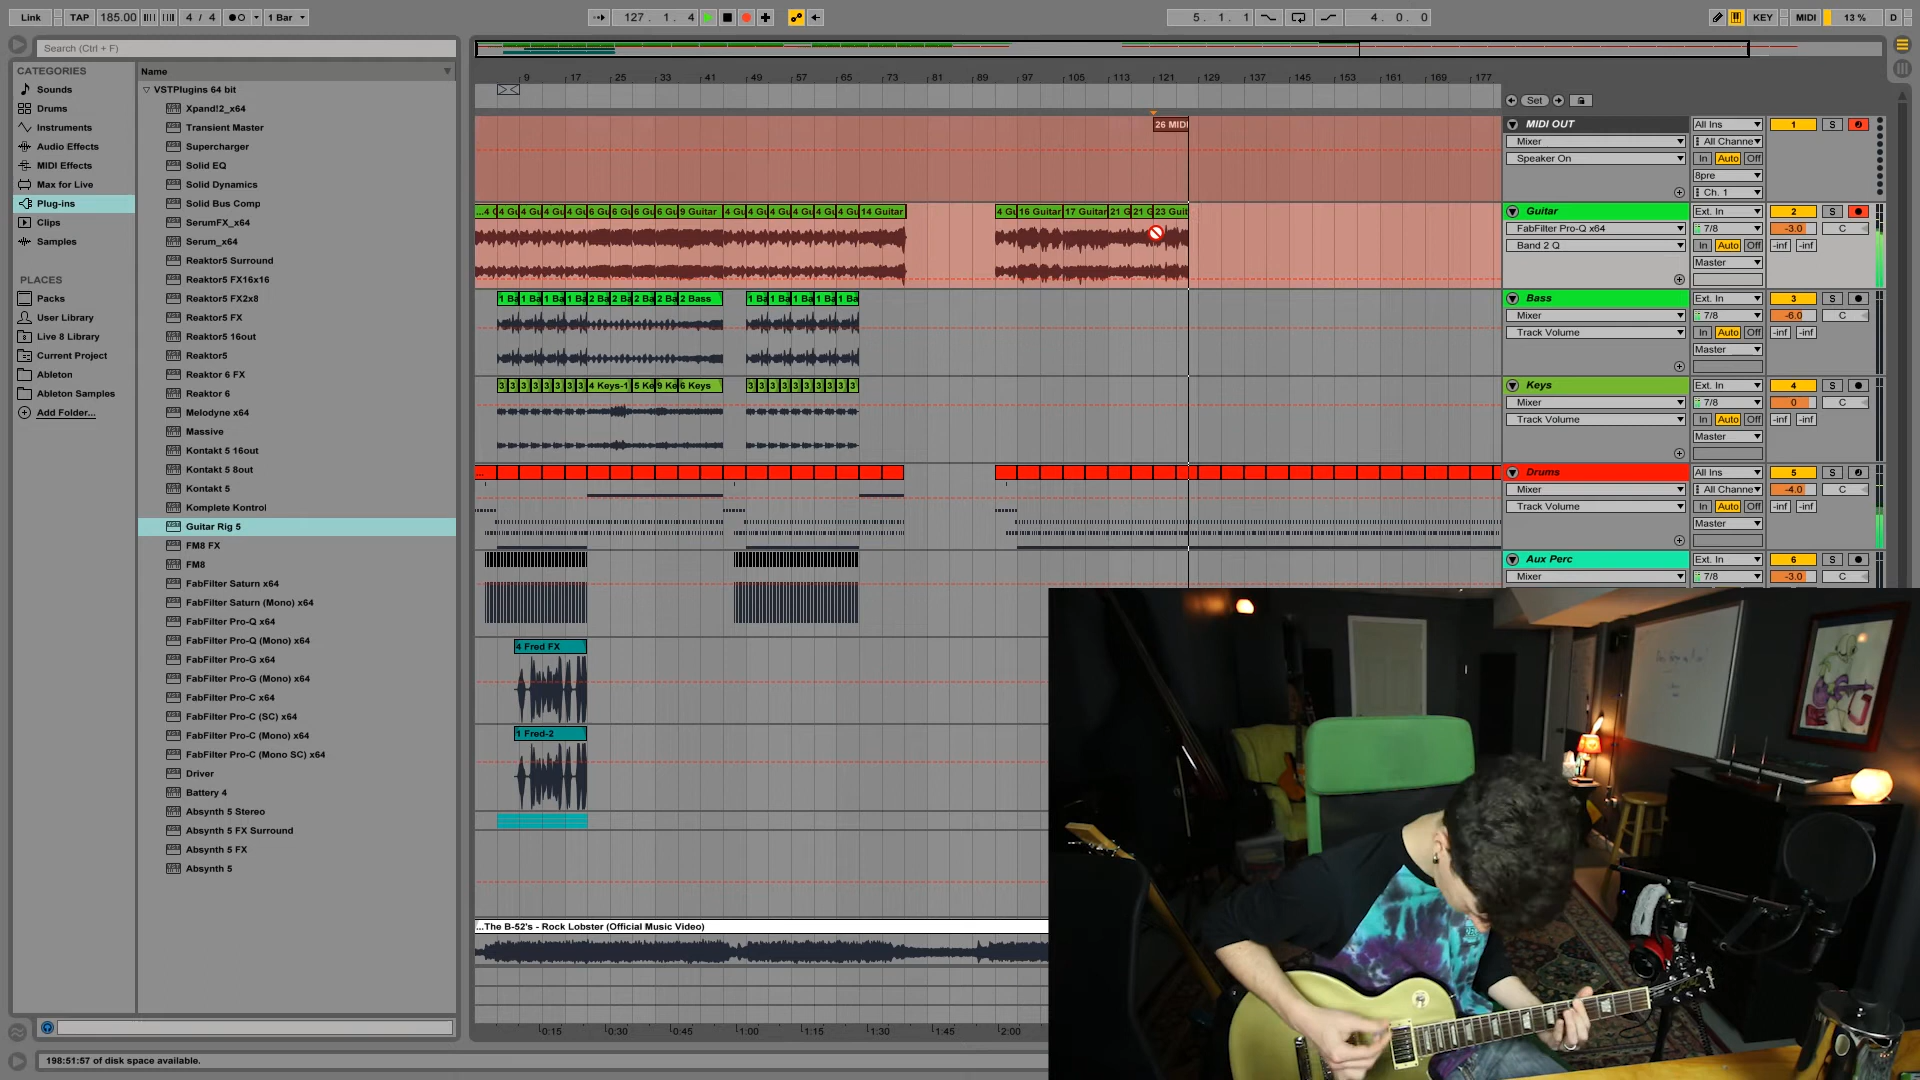 Link TAP 185.00 4 / 4 1 Bar 127 . 1 . 4 5 . 1 . 1 4 . 0 . 0 KEY MIDI 13 % D
Search (Ctrl + F)
CATEGORIES
Sounds
Drums
Instruments
Audio Effects
MIDI Effects
Max for Live
Plug-ins
Clips
Samples
PLACES
Packs
User Library
Live 8 Library
Current Project
Ableton
Ableton Samples
Add Folder...
Name
VSTPlugins 64 bit
Xpand!2_x64
Transient Master
Supercharger
Solid EQ
Solid Dynamics
Solid Bus Comp
SerumFX_x64
Serum_x64
Reaktor5 Surround
Reaktor5 FX16x16
Reaktor5 FX2x8
Reaktor5 FX
Reaktor5 16out
Reaktor5
Reaktor 6 FX
Reaktor 6
Melodyne x64
Massive
Kontakt 5 16out
Kontakt 5 8out
Kontakt 5
Komplete Kontrol
Guitar Rig 5
FM8 FX
FM8
FabFilter Saturn x64
FabFilter Saturn (Mono) x64
FabFilter Pro-Q x64
FabFilter Pro-Q (Mono) x64
FabFilter Pro-G x64
FabFilter Pro-G (Mono) x64
FabFilter Pro-C x64
FabFilter Pro-C (SC) x64
FabFilter Pro-C (Mono) x64
FabFilter Pro-C (Mono SC) x64
Driver
Battery 4
Absynth 5 Stereo
Absynth 5 FX Surround
Absynth 5 FX
Absynth 5
198:51:57 of disk space available.
9 17 25 33 41 49 57 65 73 81 89 97 105 113 121 129 137 145 153 161 169 177
Set
26 MIDI
...4 G 4 Gu 4 Gu 4 Gu 4 Gu 6 Gu 6 Gu 6 Gu 6 Gu 9 Guitar 4 Gu 4 Gu 4 Gu 4 Gu 4 Gu 4 Gu 14 Guitar 4 Gu 16 Guitar 17 Guitar 21 G 21 G 23 Guit
1 Ba 1 Ba 1 Ba 1 Ba 2 Ba 2 Ba 2 Ba 2 Ba 2 Bass 1 Ba 1 Ba 1 Ba 1 Ba 1 Ba
3 3 3 3 3 3 3 3 4 Keys-1 5 Ke 9 Ke 6 Keys 3 3 3 3 3 3 3 3 3 3
4 Fred FX
1 Fred-2
...The B-52's - Rock Lobster (Official Music Video)
0:15 0:30 0:45 1:00 1:15 1:30 1:45 2:00
MIDI OUT All Ins 1 S
Mixer All Channe
Speaker On In Auto Off
8pre
Ch. 1
Guitar Ext. In 2 S
FabFilter Pro-Q x64 7/8 -3.0 C
Band 2 Q In Auto Off -inf -inf
Master
Bass Ext. In 3 S
Mixer 7/8 -6.0 C
Track Volume In Auto Off -inf -inf
Master
Keys Ext. In 4 S
Mixer 7/8 0 C
Track Volume In Auto Off -inf -inf
Master
Drums All Ins 5 S
Mixer All Channe -4.0 C
Track Volume In Auto Off -inf -inf
Master
Aux Perc Ext. In 6 S
Mixer 7/8 -3.0 C